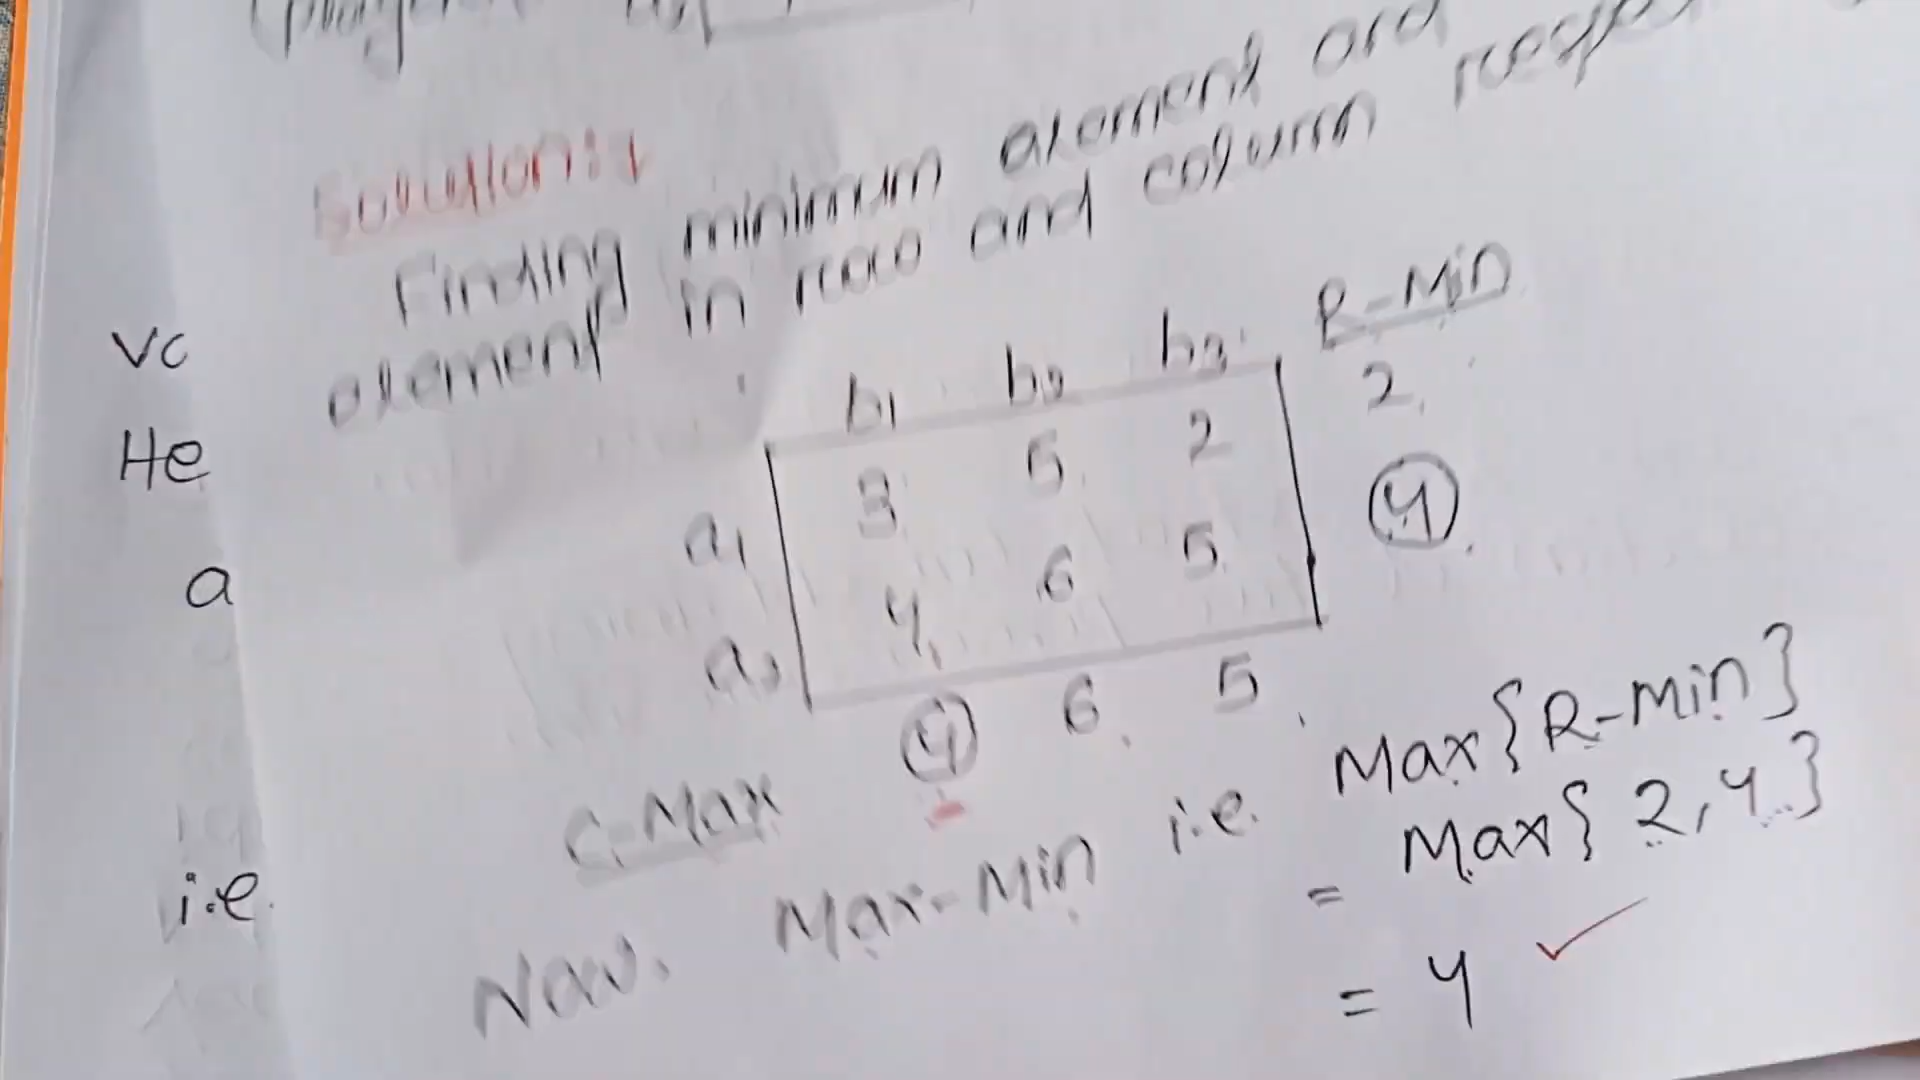 Solution:
Finding minimum element and
element in row and column
b1 b2 b3 R-Min
a1 3 5 2 2
a2 4 6 5 4
C-Max 4 6 5
Now, Max-Min i.e. Max{R-Min}
= Max{2,4}
= 4
vc
He
a
i.e.